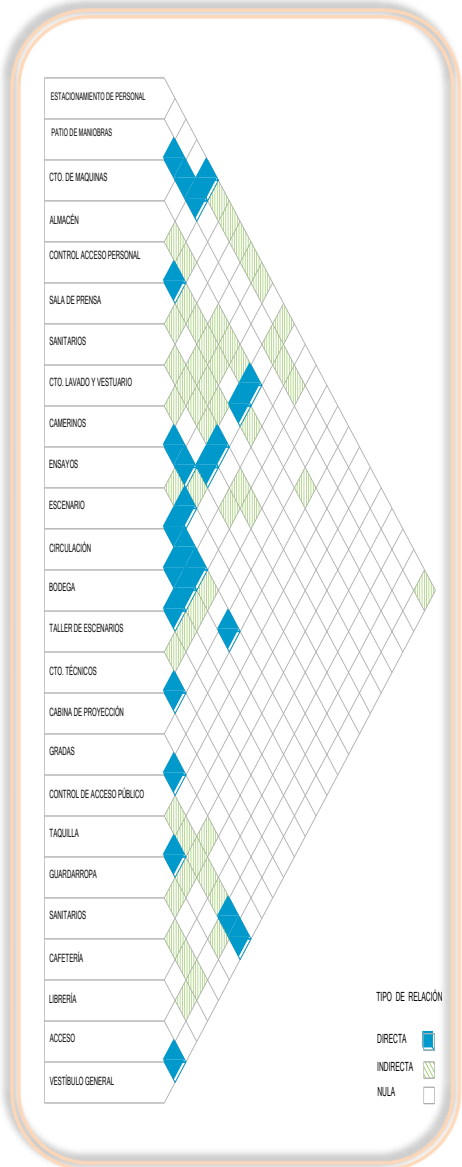 ESTACIONAMIENTO DE PERSONAL
PATIO DE MANIOBRAS
CTO. DE MAQUINAS
ALMACÉN
CONTROL ACCESO PERSONAL
SALA DE PRENSA
SANITARIOS
CTO. LAVADO Y VESTUARIO
CAMERINOS
ENSAYOS
ESCENARIO
CIRCULACIÓN
BODEGA
TALLER DE ESCENARIOS
CTO. TÉCNICOS
CABINA DE PROYECCIÓN
GRADAS
CONTROL DE ACCESO PÚBLICO
TAQUILLA
GUARDARROPA
SANITARIOS
CAFETERÍA
LIBRERÍA
ACCESO
VESTÍBULO GENERAL
TIPO DE RELACIÓN
DIRECTA
INDIRECTA
NULA